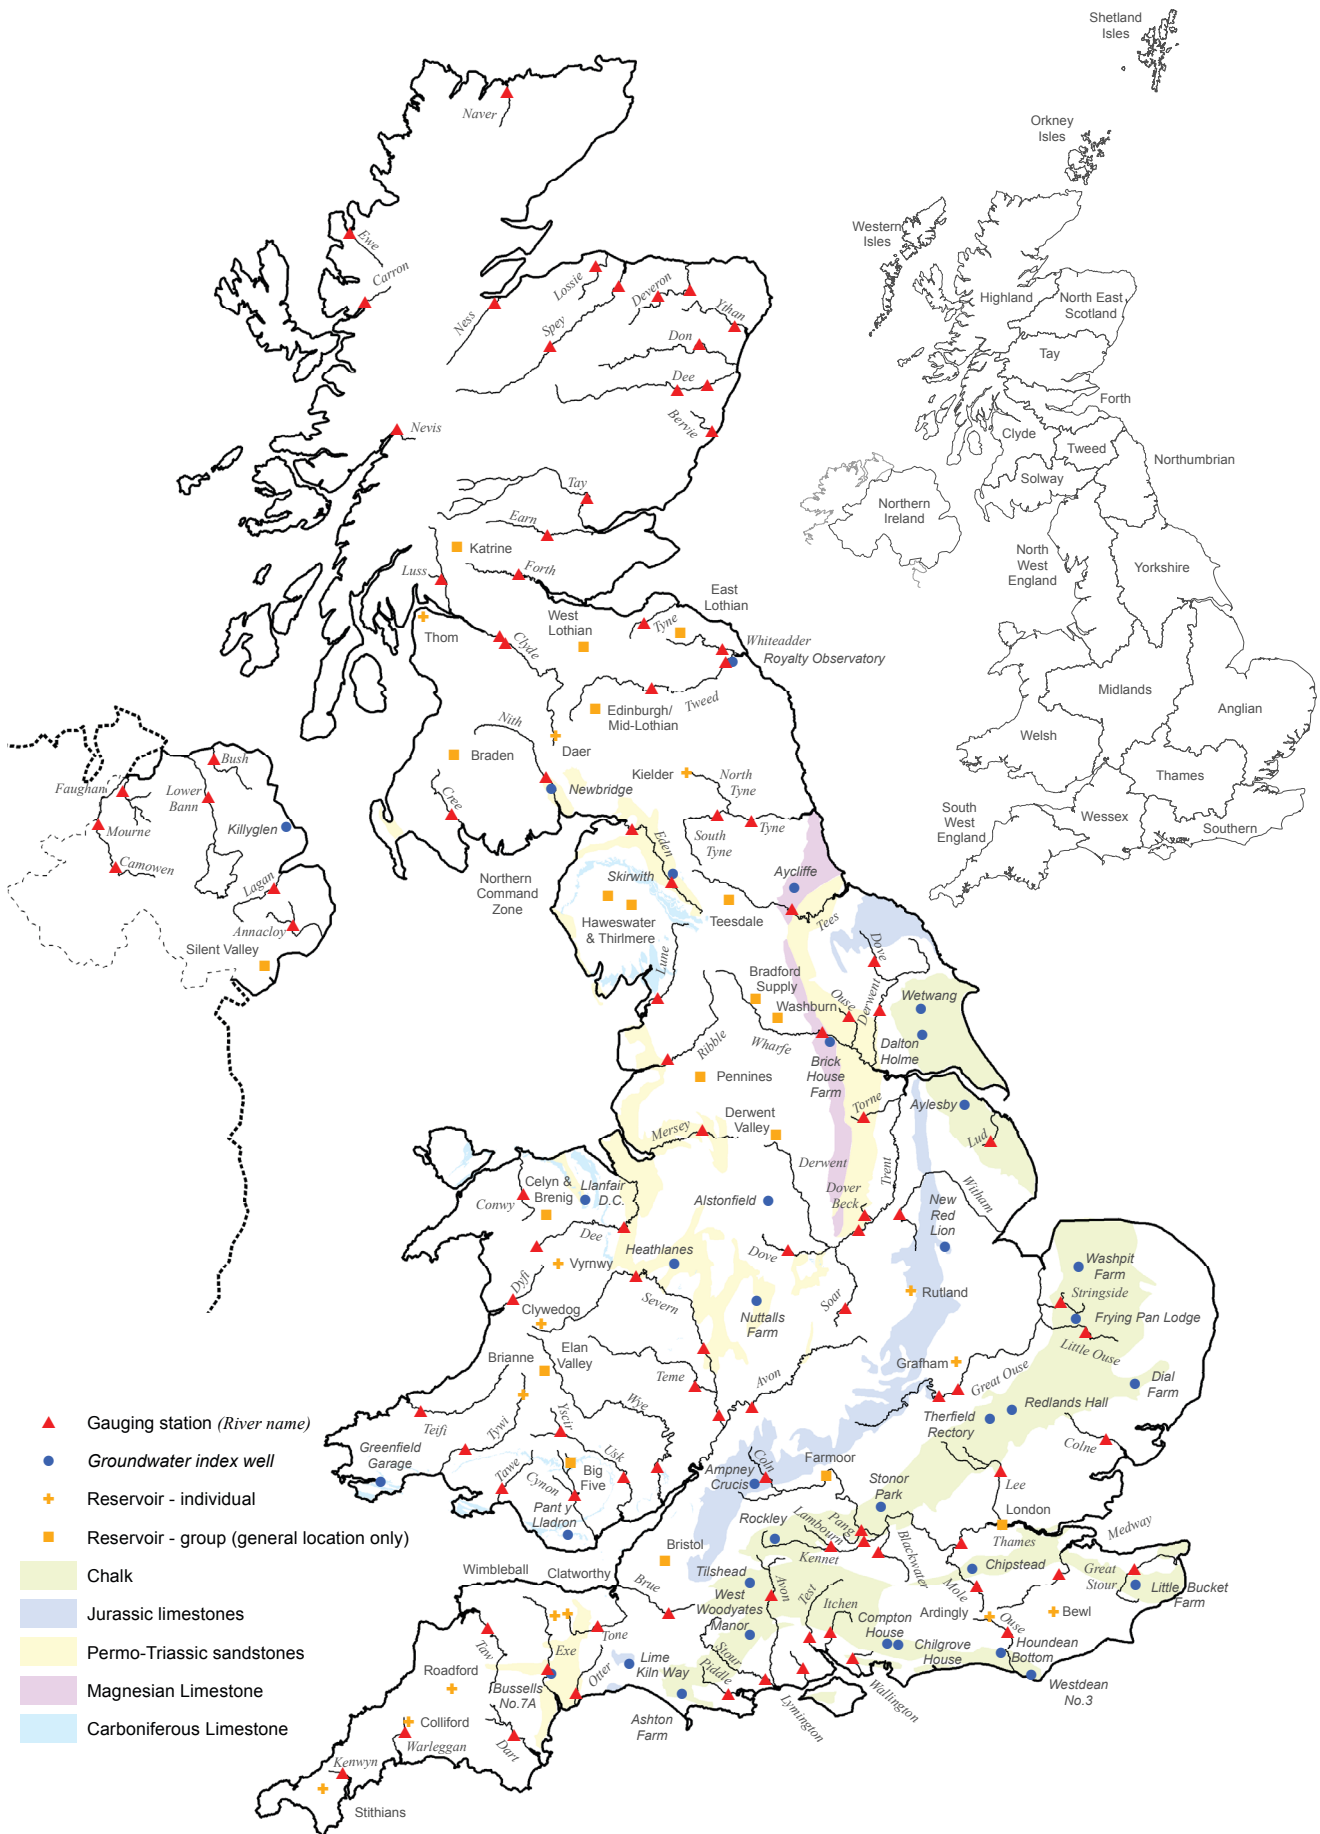 Shetland
Isles
Orkney
Isles
Western
Isles
Highland
North East
Scotland
Tay
Forth
Clyde
Tweed
Northumbrian
Solway
Northern
Ireland
North
West
England
Yorkshire
Midlands
Anglian
Welsh
Thames
South
West
England
Wessex
Southern
Naver
Ewe
Carron
Ness
Lossie
Spey
Deveron
Ythan
Don
Dee
Bervie
Nevis
Tay
Earn
Katrine
Luss
Forth
East
Lothian
Thom
West
Lothian
Clyde
Tyne
Whiteadder
Royalty Observatory
Tweed
Edinburgh/
Mid-Lothian
Nith
Daer
Braden
Kielder
North
Tyne
Newbridge
Cree
South
Tyne
Tyne
Bush
Faughan
Lower
Bann
Mourne
Killyglen
Camowen
Lagan
Annacloy
Silent Valley
Eden
Skirwith
Aycliffe
Northern
Command
Zone
Haweswater
& Thirlmere
Teesdale
Tees
Lune
Dove
Bradford
Supply
Washburn
Ouse
Derwent
Wetwang
Dalton
Holme
Ribble
Wharfe
Brick
House
Farm
Pennines
Torne
Aylesby
Derwent
Valley
Mersey
Lud
Derwent
Trent
Witham
Celyn &
Brenig
Llanfair
D.C.
Conwy
Alstonfield
Dover
Beck
New
Red
Lion
Dee
Heathlanes
Dove
Vyrnwy
Washpit
Farm
Dyfi
Severn
Rutland
Stringside
Clywedog
Nuttalls
Farm
Soar
Frying Pan Lodge
Little Ouse
Brianne
Elan
Valley
Teme
Avon
Grafham
Great Ouse
Dial
Farm
Redlands Hall
Therfield
Rectory
Teifi
Tywi
Yscir
Wye
Usk
Colne
Greenfield
Garage
Tawe
Cynon
Big
Five
Coln
Ampney
Crucis
Farmoor
Stonor
Park
Lee
London
Pant y
Lladron
Rockley
Lambourn
Pang
Kennet
Blackwater
Thames
Medway
Bristol
Chipstead
Great
Stour
Little Bucket
Farm
Wimbleball
Clatworthy
Brue
Tilshead
West
Woodyates
Manor
Avon
Test
Itchen
Mole
Ardingly
Bewl
Compton
House
Ouse
Chilgrove
House
Houndean
Bottom
Westdean
No.3
Taw
Exe
Tone
Lime
Kiln Way
Stour
Piddle
Roadford
Bussells
No.7A
Otter
Ashton
Farm
Lymington
Wallington
Colliford
Warleggan
Dart
Kenwyn
Stithians
Gauging station (River name)
Groundwater index well
Reservoir - individual
Reservoir - group (general location only)
Chalk
Jurassic limestones
Permo-Triassic sandstones
Magnesian Limestone
Carboniferous Limestone